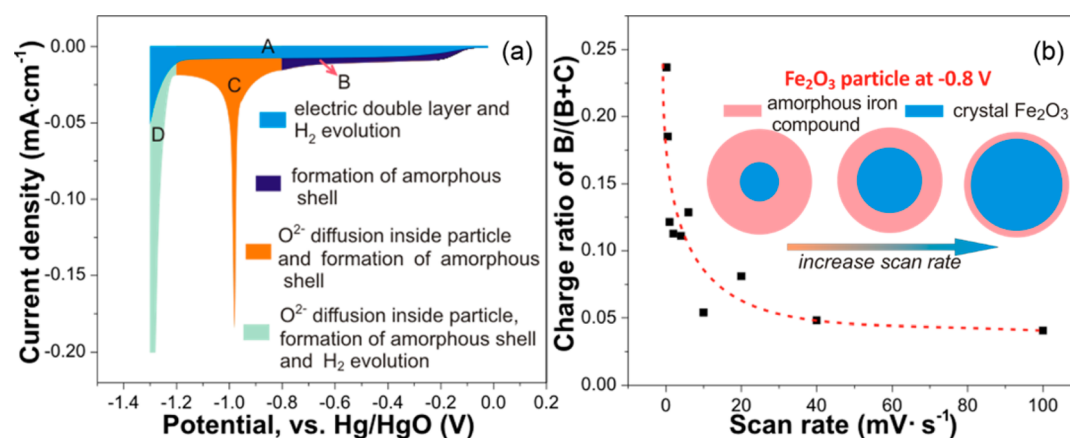 (a)
0.00
-0.05
-0.10
-0.15
-0.20
Current density (mA·cm⁻¹)
A
B
C
D
electric double layer and
H₂ evolution
formation of amorphous
shell
O²⁻ diffusion inside particle
and formation of amorphous
shell
O²⁻ diffusion inside particle,
formation of amorphous shell
and H₂ evolution
-1.4 -1.2 -1.0 -0.8 -0.6 -0.4 -0.2 0.0 0.2
Potential, vs. Hg/HgO (V)
(b)
0.25
0.20
0.15
0.10
0.05
0.00
Charge ratio of B/(B+C)
Fe₂O₃ particle at -0.8 V
amorphous iron
compound
crystal Fe₂O₃
increase scan rate
0 20 40 60 80 100
Scan rate (mV· s⁻¹)